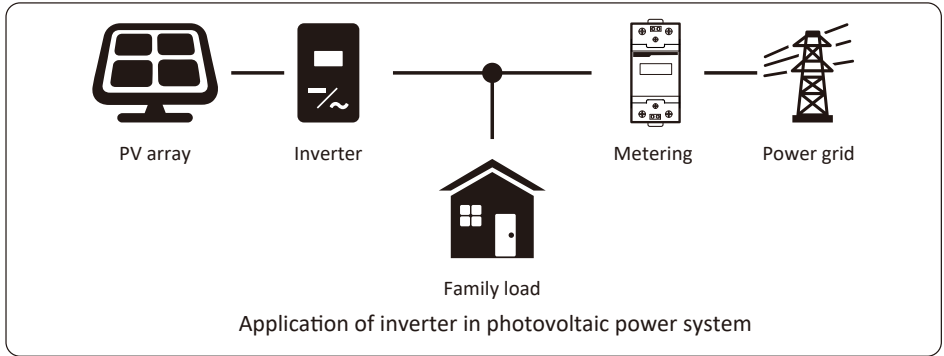 PV array
Inverter
Metering
Power grid
Family load
Application of inverter in photovoltaic power system